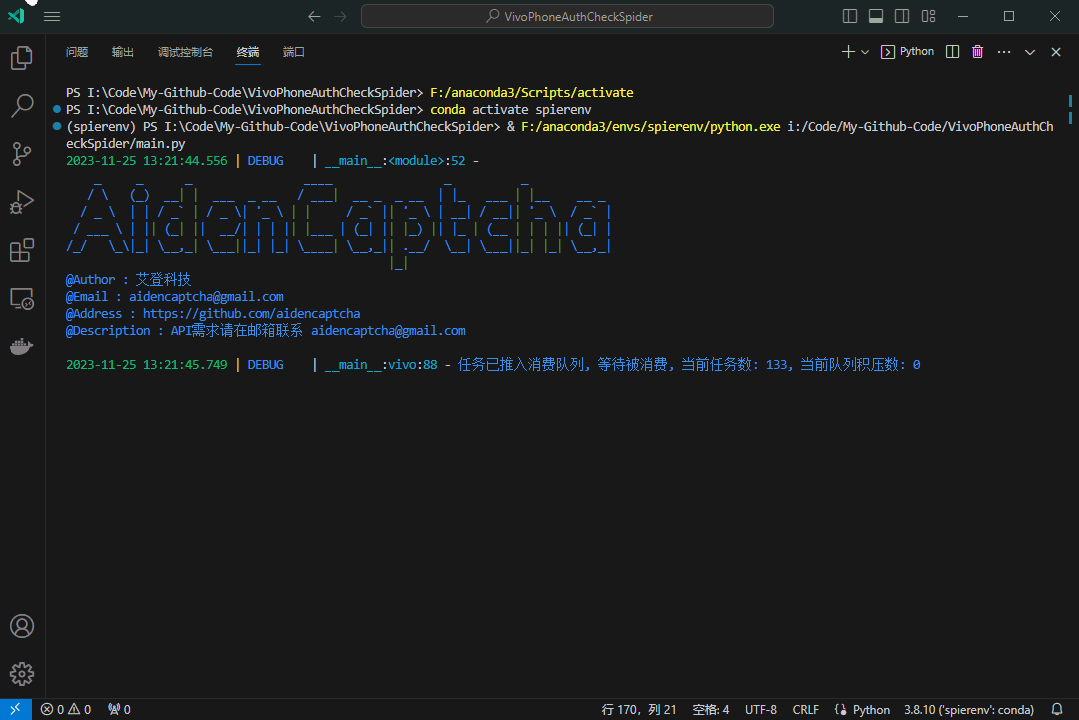 VivoPhoneAuthCheckSpider
问题 输出 调试控制台 终端 端口 Python
PS I:\Code\My-Github-Code\VivoPhoneAuthCheckSpider> F:/anaconda3/Scripts/activate
PS I:\Code\My-Github-Code\VivoPhoneAuthCheckSpider> conda activate spierenv
(spierenv) PS I:\Code\My-Github-Code\VivoPhoneAuthCheckSpider> & F:/anaconda3/envs/spierenv/python.exe i:/Code/My-Github-Code/VivoPhoneAuthCh
eckSpider/main.py
2023-11-25 13:21:44.556 | DEBUG    | __main__:<module>:52 -
AidenCaptcha
@Author : 艾登科技
@Email : aidencaptcha@gmail.com
@Address : https://github.com/aidencaptcha
@Description : API需求请在邮箱联系 aidencaptcha@gmail.com
2023-11-25 13:21:45.749 | DEBUG    | __main__:vivo:88 - 任务已推入消费队列, 等待被消费, 当前任务数: 133, 当前队列积压数: 0
0 0 0 行 170，列 21 空格: 4 UTF-8 CRLF Python 3.8.10 ('spierenv': conda)